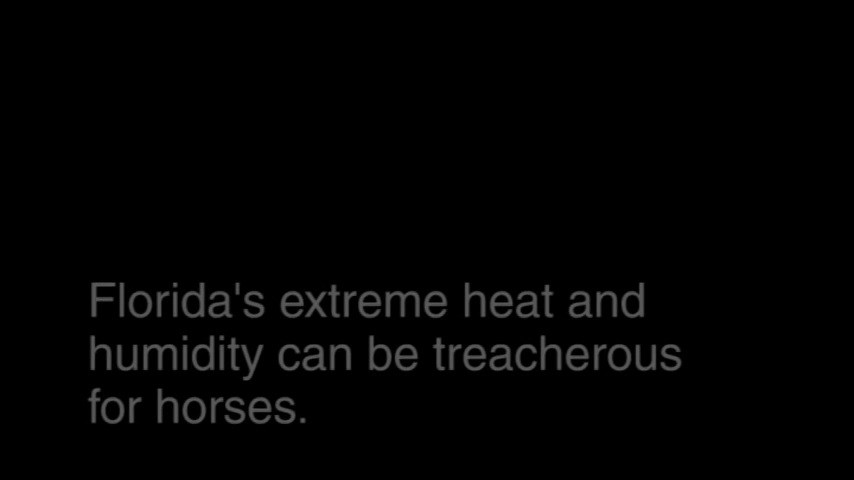 Florida's extreme heat and
humidity can be treacherous
for horses.